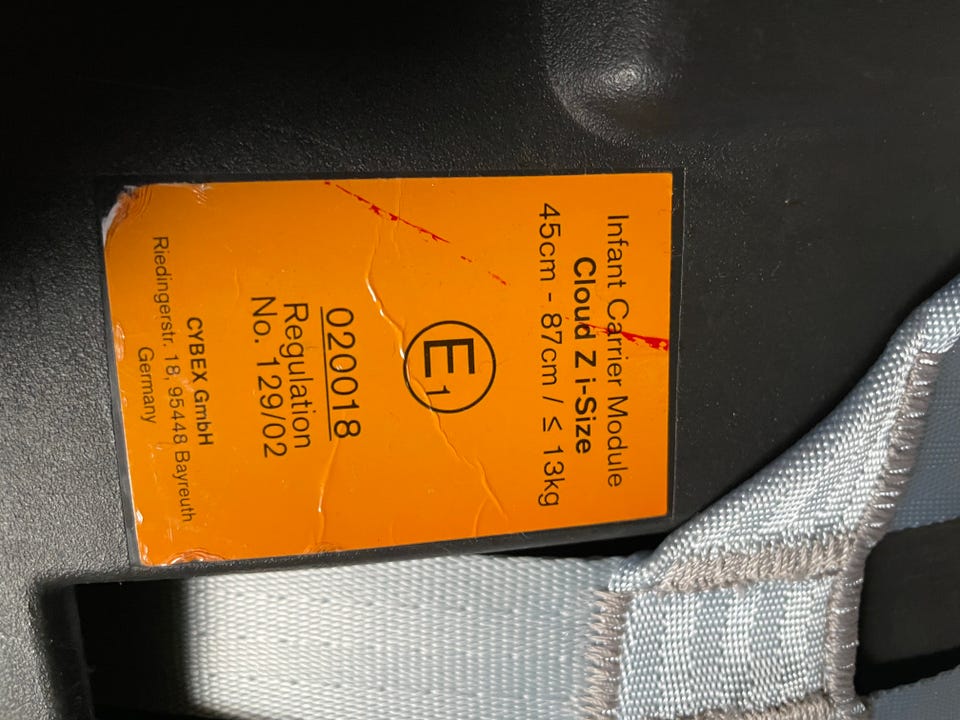 Infant Carrier Module
Cloud Z i-Size
45cm - 87cm / ≤ 13kg
E1
020018
Regulation
No. 129/02
CYBEX GmbH
Riedingerstr. 18, 95448 Bayreuth
Germany